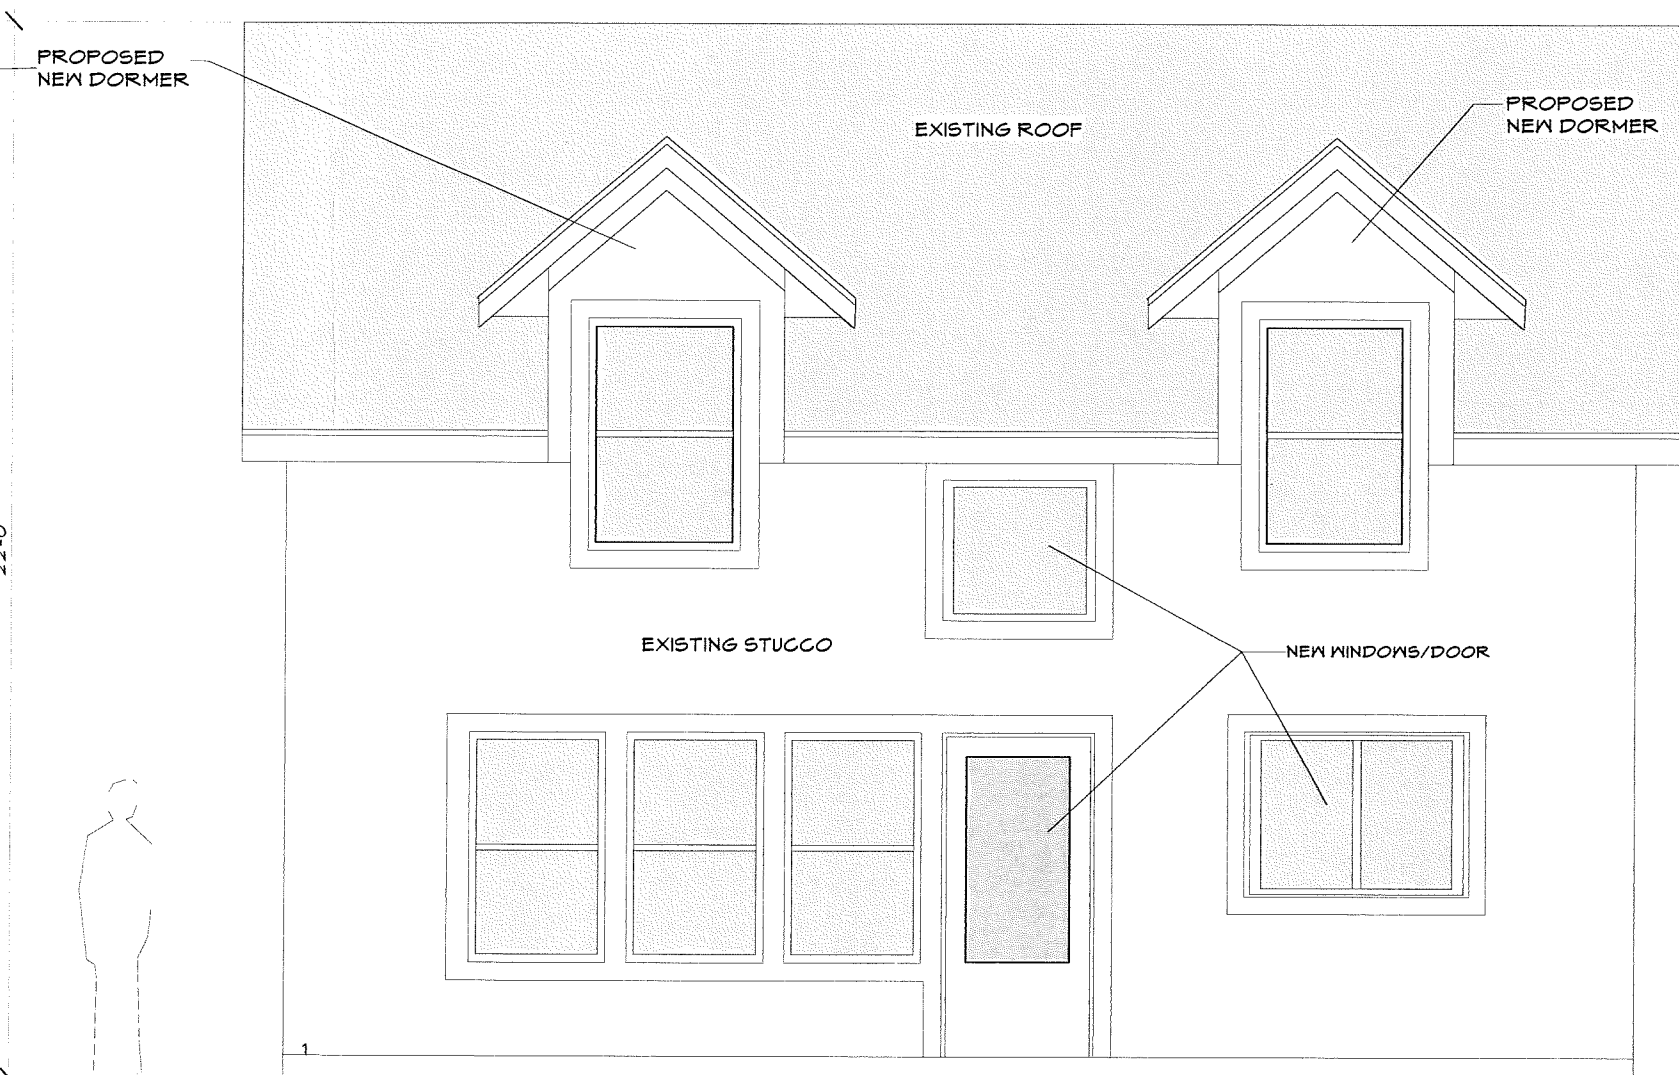 PROPOSED
NEW DORMER
EXISTING ROOF
PROPOSED
NEW DORMER
EXISTING STUCCO
NEW WINDOWS/DOOR
1